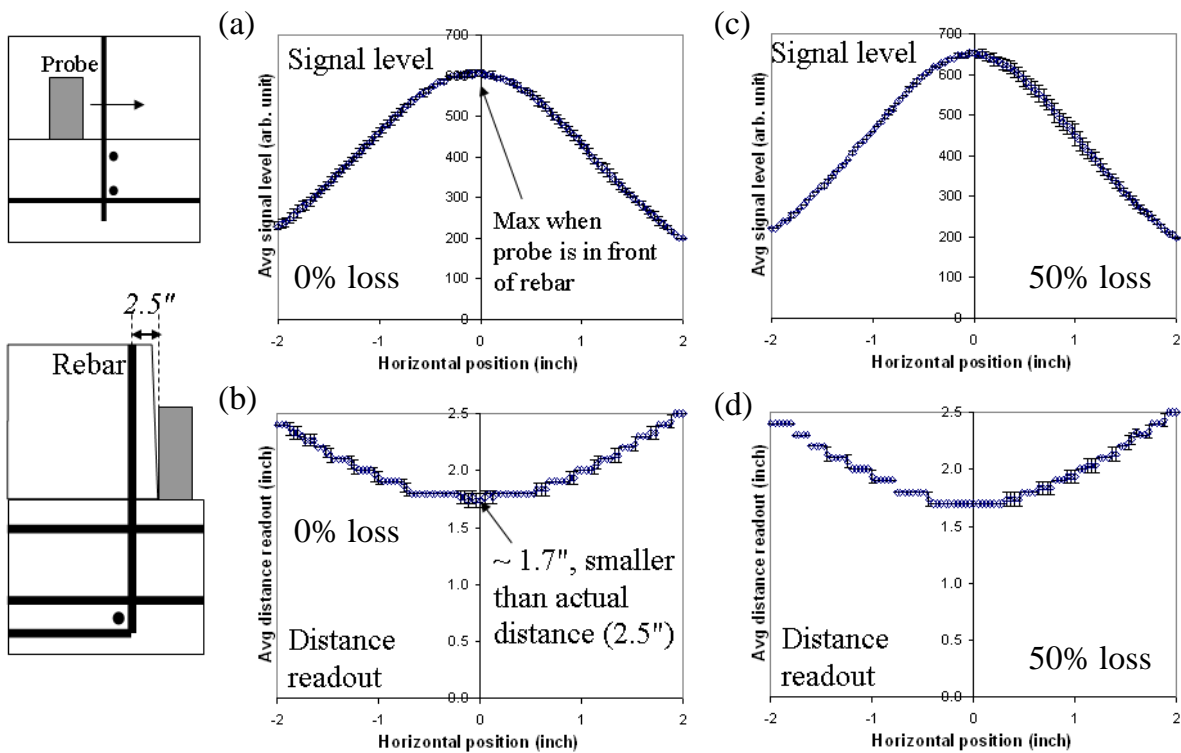 Probe
2.5"
Rebar
(a)
Signal level
Avg signal level (arb. unit)
700
600
500
400
300
200
100
0
Max when
probe is in front
of rebar
0% loss
-2
-1
0
1
2
Horizontal position (inch)
(c)
Signal level
Avg signal level (arb. unit)
700
600
500
400
300
200
100
0
50% loss
-2
-1
0
1
2
Horizontal position (inch)
(b)
Avg distance readout (inch)
2.5
2.0
1.5
1.0
0.5
0.0
0% loss
~ 1.7", smaller
than actual
distance (2.5")
Distance
readout
-2
-1
0
1
2
Horizontal position (inch)
(d)
Avg distance readout (inch)
2.5
2.0
1.5
1.0
0.5
0.0
Distance
readout
50% loss
-2
-1
0
1
2
Horizontal position (inch)